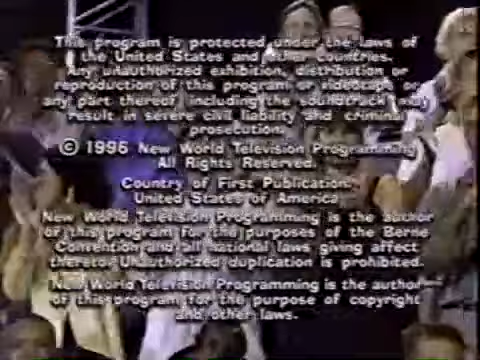 This program is protected under the laws of
the United States and other countries.
Any unauthorized exhibition, distribution or
reproduction of this program or videotape or
any part thereof, including the soundtrack may
result in severe civil liability and criminal
prosecution.
© 1996 New World Television Programming
All Rights Reserved.
Country of First Publication:
United States of America
New World Television Programming is the author
of this program for the purposes of the Berne
Convention and all national laws giving affect
thereto. Unauthorized duplication is prohibited.
New World Television Programming is the author
of this program for the purpose of copyright
and other laws.